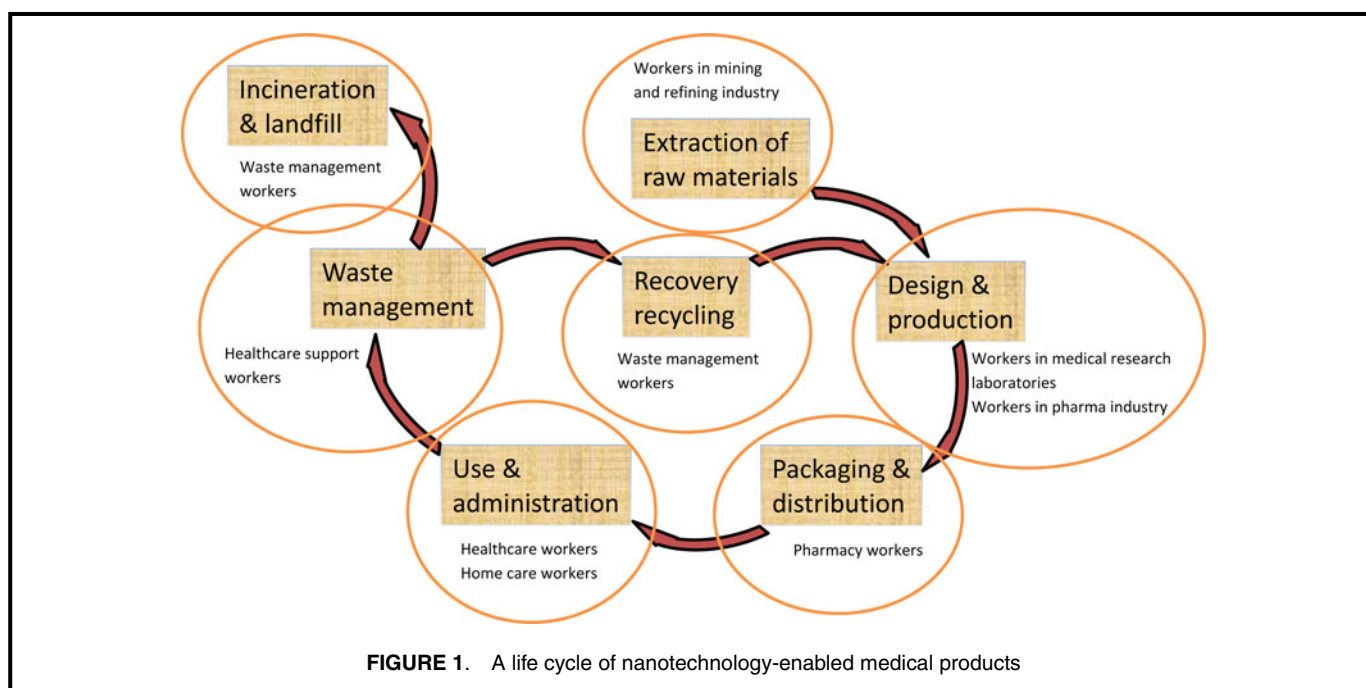 Incineration
& landfill
Waste management
workers
Workers in mining
and refining industry
Extraction of
raw materials
Waste
management
Healthcare support
workers
Recovery
recycling
Waste management
workers
Design &
production
Workers in medical research
laboratories
Workers in pharma industry
Use &
administration
Healthcare workers
Home care workers
Packaging &
distribution
Pharmacy workers
FIGURE 1. A life cycle of nanotechnology-enabled medical products